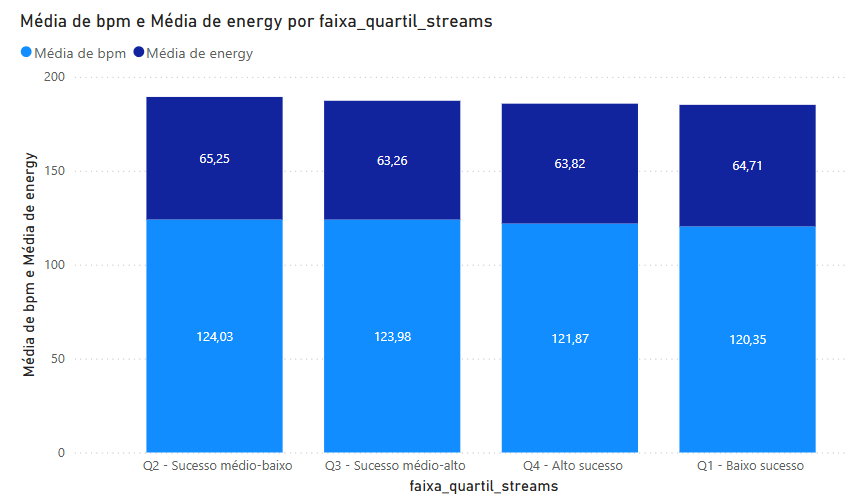 Média de bpm e Média de energy por faixa_quartil_streams
Média de bpm Média de energy
Média de bpm e Média de energy
200
150
100
50
0
65,25 63,26 63,82 64,71
124,03 123,98 121,87 120,35
Q2 - Sucesso médio-baixo Q3 - Sucesso médio-alto Q4 - Alto sucesso Q1 - Baixo sucesso
faixa_quartil_streams